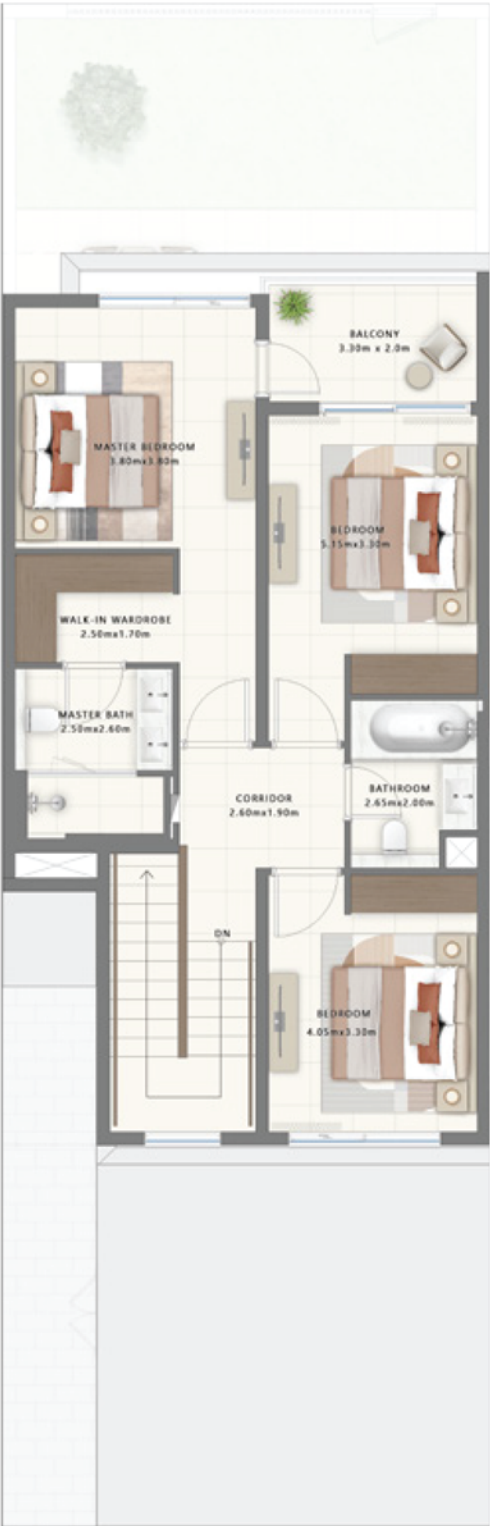 BALCONY
3.30m x 2.0m
MASTER BEDROOM
3.80mx3.80m
BEDROOM
5.15mx3.30m
WALK-IN WARDROBE
2.50mx1.70m
MASTER BATH
2.50mx2.60m
CORRIDOR
2.60mx1.90m
BATHROOM
2.65mx2.00m
DN
BEDROOM
4.05mx3.30m